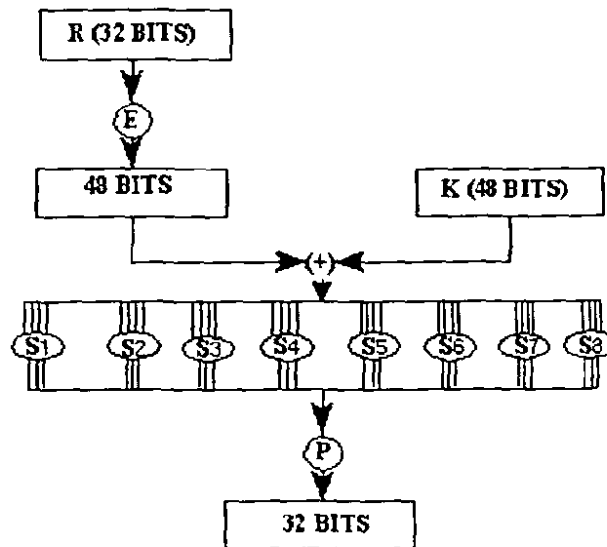 R (32 BITS)
E
48 BITS
K (48 BITS)
(+)
S1 S2 S3 S4 S5 S6 S7 S8
P
32 BITS